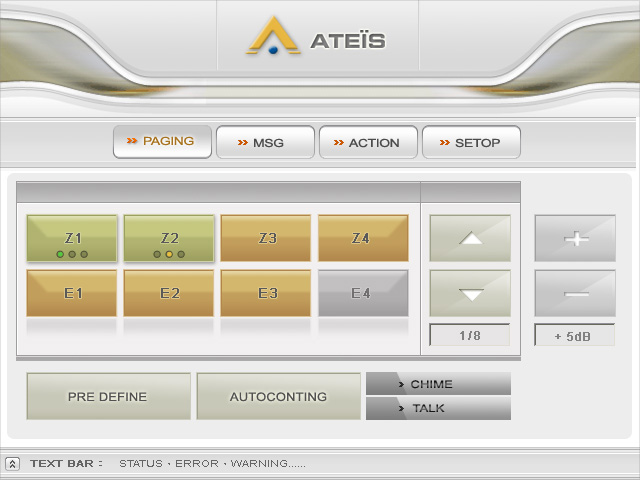 ATEÏS
» PAGING » MSG » ACTION » SETOP
Z1 Z2 Z3 Z4
E1 E2 E3 E4
1/8 + 5dB
PRE DEFINE AUTOCONTING
› CHIME
› TALK
TEXT BAR : STATUS、ERROR、WARNING......